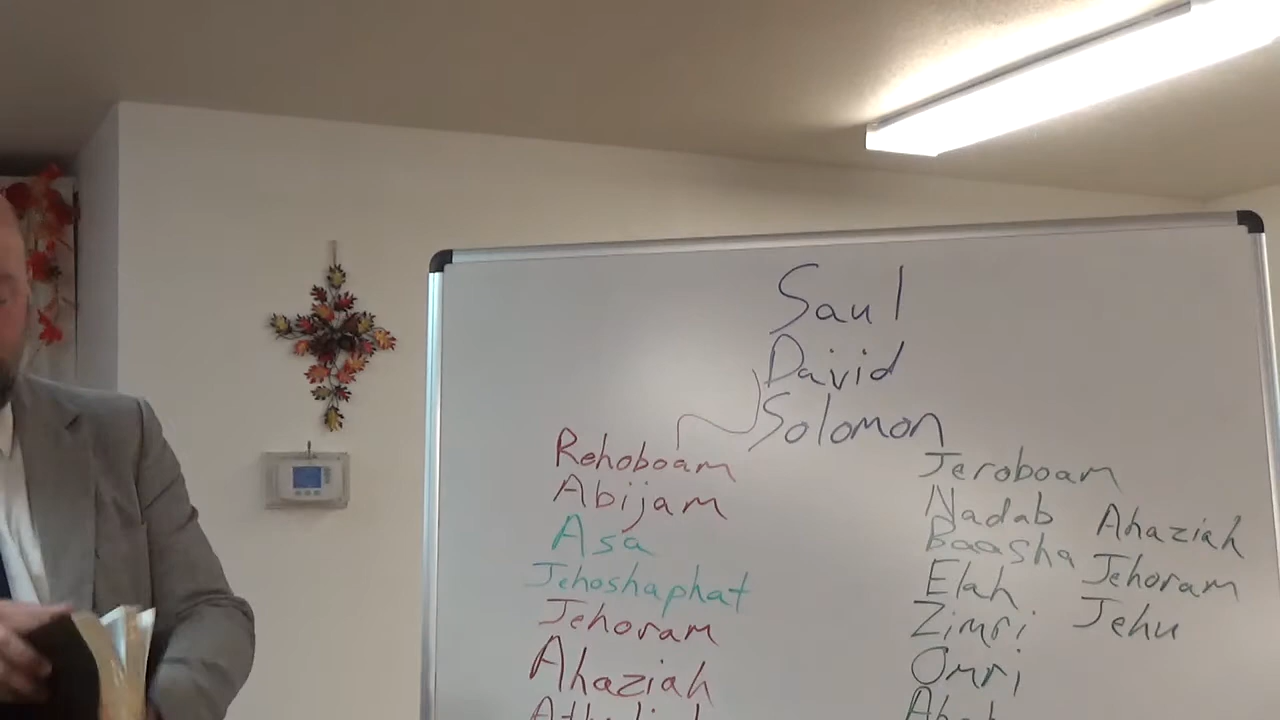 Saul
David
Solomon
Rehoboam
Abijam
Asa
Jehoshaphat
Jehoram
Ahaziah
Jeroboam
Nadab
Baasha
Elah
Zimri
Omri
Ahaziah
Jehoram
Jehu